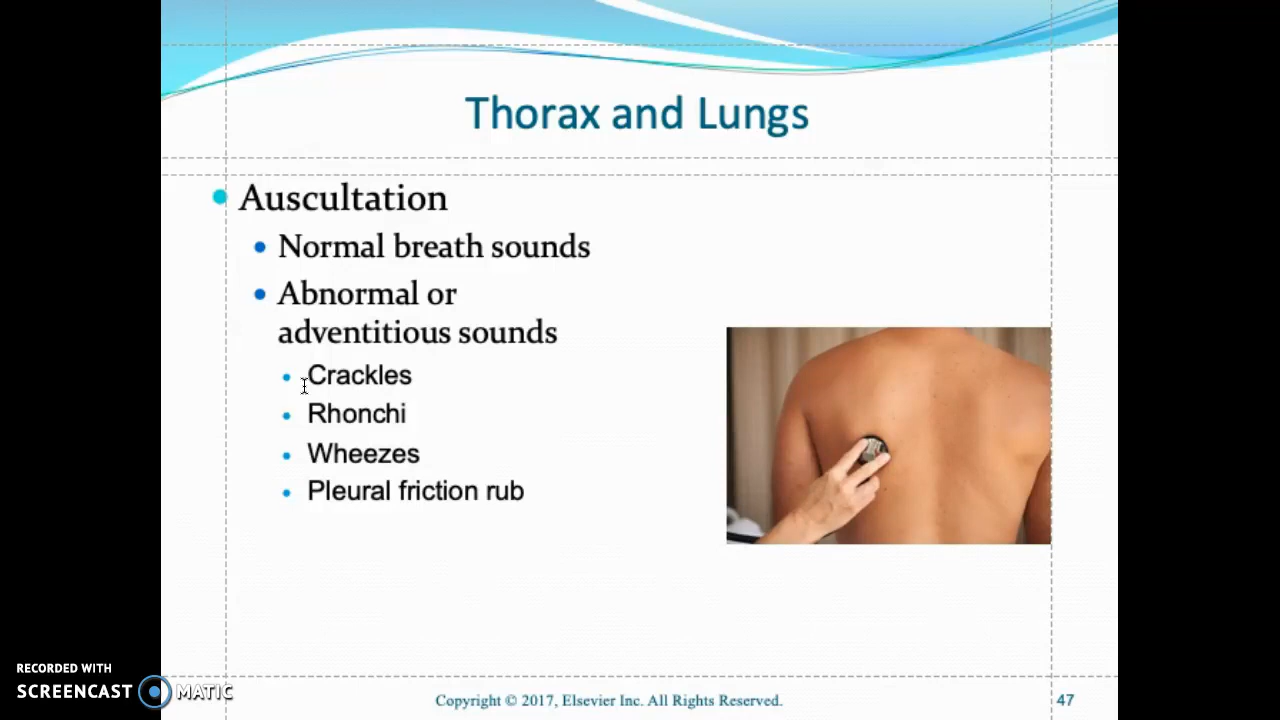 Thorax and Lungs
Auscultation
Normal breath sounds
Abnormal or
adventitious sounds
Crackles
Rhonchi
Wheezes
Pleural friction rub
RECORDED WITH
SCREENCAST MATIC
Copyright © 2017, Elsevier Inc. All Rights Reserved.
47